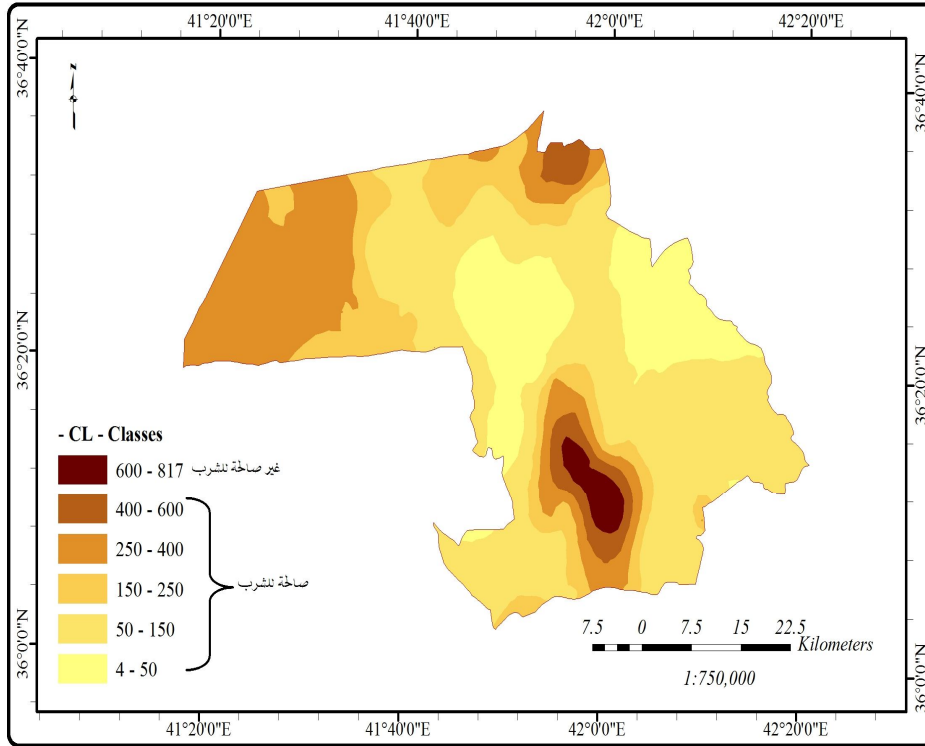 41°20'0"E 41°40'0"E 42°0'0"E 42°20'0"E
36°40'0"N
36°40'0"N
N
36°20'0"N
36°20'0"N
- CL - Classes
600 - 817 غير صالحة للشرب
400 - 600
250 - 400
150 - 250 صالحة للشرب
50 - 150
4 - 50
36°0'0"N
36°0'0"N
7.5 0 7.5 15 22.5
Kilometers
1:750,000
41°20'0"E 41°40'0"E 42°0'0"E 42°20'0"E